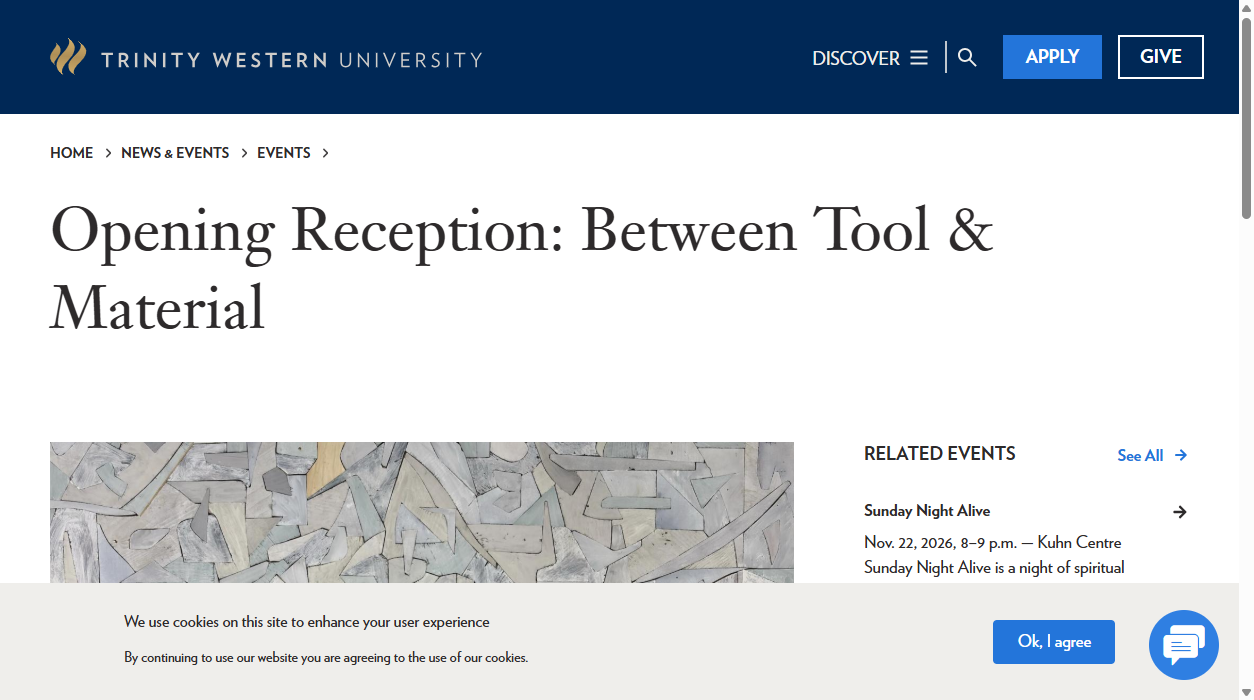 TRINITY WESTERN UNIVERSITY
DISCOVER
APPLY
GIVE
HOME > NEWS & EVENTS > EVENTS >
Opening Reception: Between Tool &
Material
RELATED EVENTS
See All →
Sunday Night Alive →
Nov. 22, 2026, 8–9 p.m. — Kuhn Centre
Sunday Night Alive is a night of spiritual
We use cookies on this site to enhance your user experience
By continuing to use our website you are agreeing to the use of our cookies.
Ok, I agree